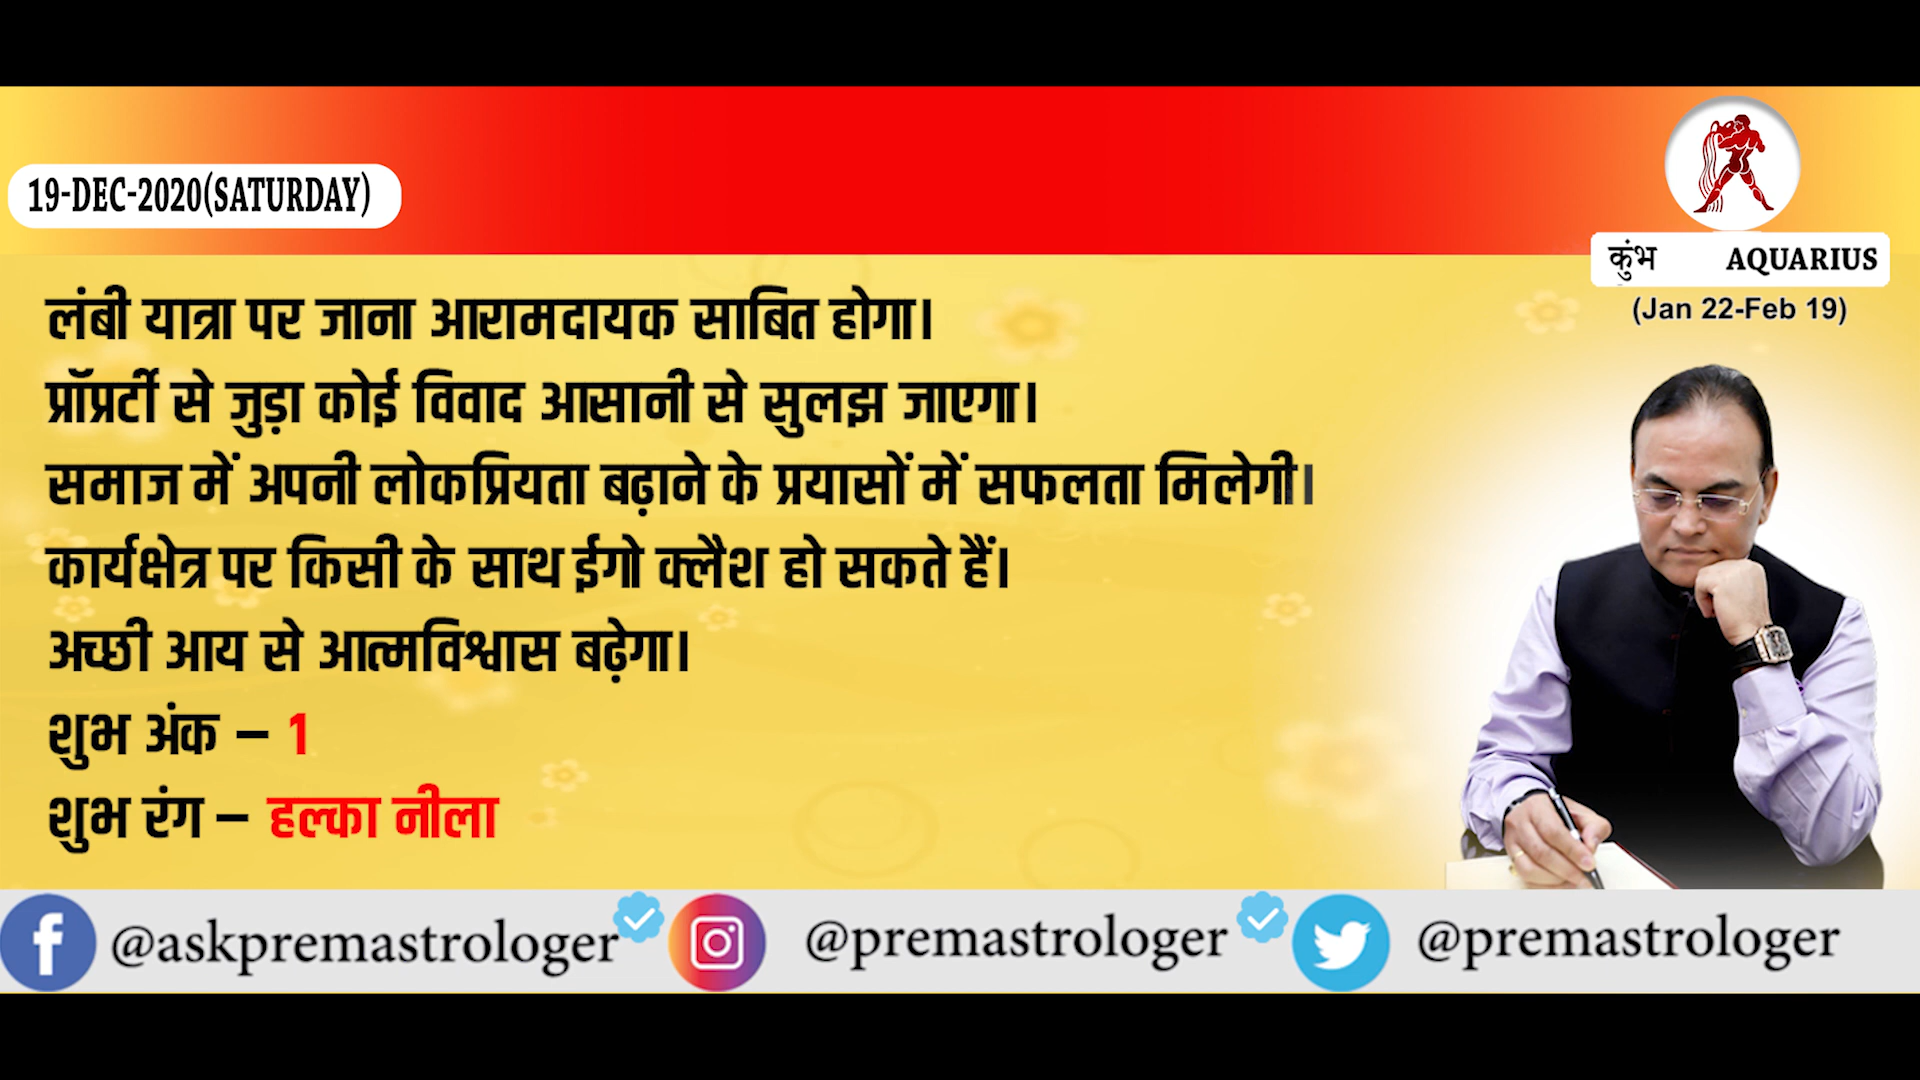 19-DEC-2020(SATURDAY)
कुंभ AQUARIUS
(Jan 22-Feb 19)
लंबी यात्रा पर जाना आरामदायक साबित होगा।
प्रॉपर्टी से जुड़ा कोई विवाद आसानी से सुलझ जाएगा।
समाज में अपनी लोकप्रियता बढ़ाने के प्रयासों में सफलता मिलेगी।
कार्यक्षेत्र पर किसी के साथ ईगो क्लैश हो सकते हैं।
अच्छी आय से आत्मविश्वास बढ़ेगा।
शुभ अंक – 1
शुभ रंग – हल्का नीला
@askpremastrologer @premastrologer @premastrologer